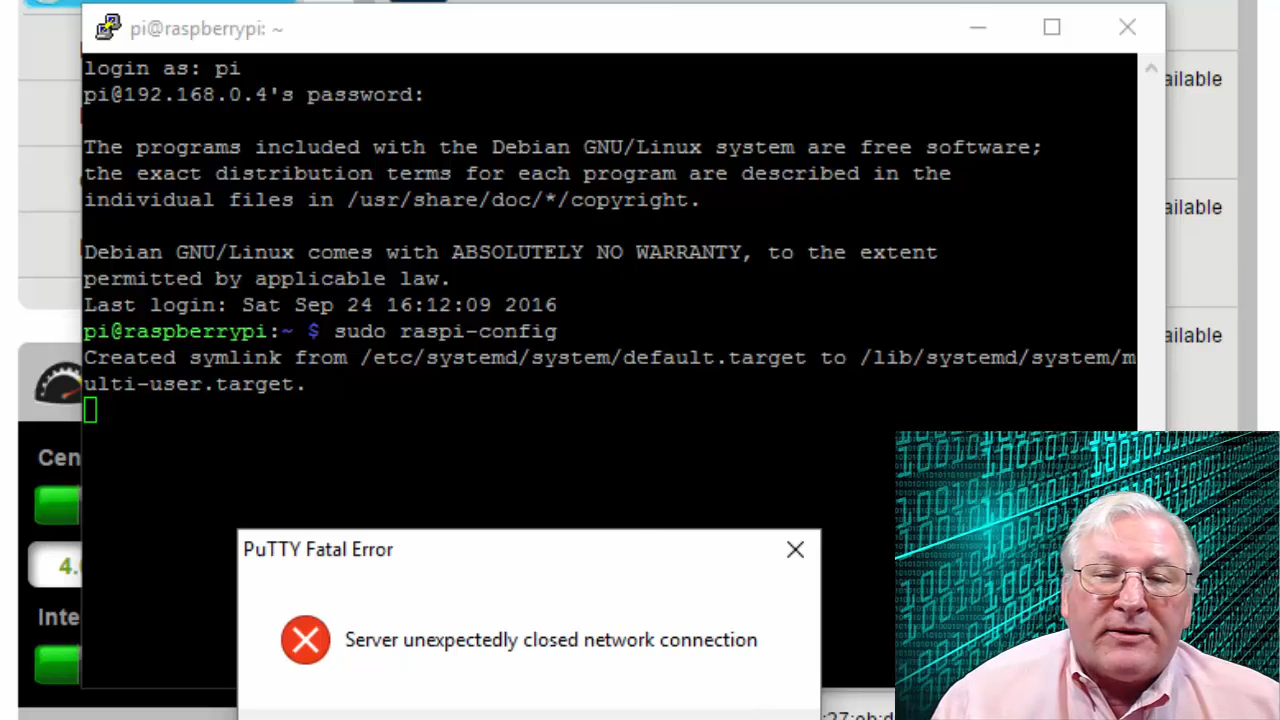 pi@raspberrypi: ~
login as: pi
pi@192.168.0.4's password:
The programs included with the Debian GNU/Linux system are free software;
the exact distribution terms for each program are described in the
individual files in /usr/share/doc/*/copyright.
Debian GNU/Linux comes with ABSOLUTELY NO WARRANTY, to the extent
permitted by applicable law.
Last login: Sat Sep 24 16:12:09 2016
pi@raspberrypi:~ $ sudo raspi-config
Created symlink from /etc/systemd/system/default.target to /lib/systemd/system/m
ulti-user.target.
ailable
ailable
ailable
Cen
4.
Inte
PuTTY Fatal Error
Server unexpectedly closed network connection